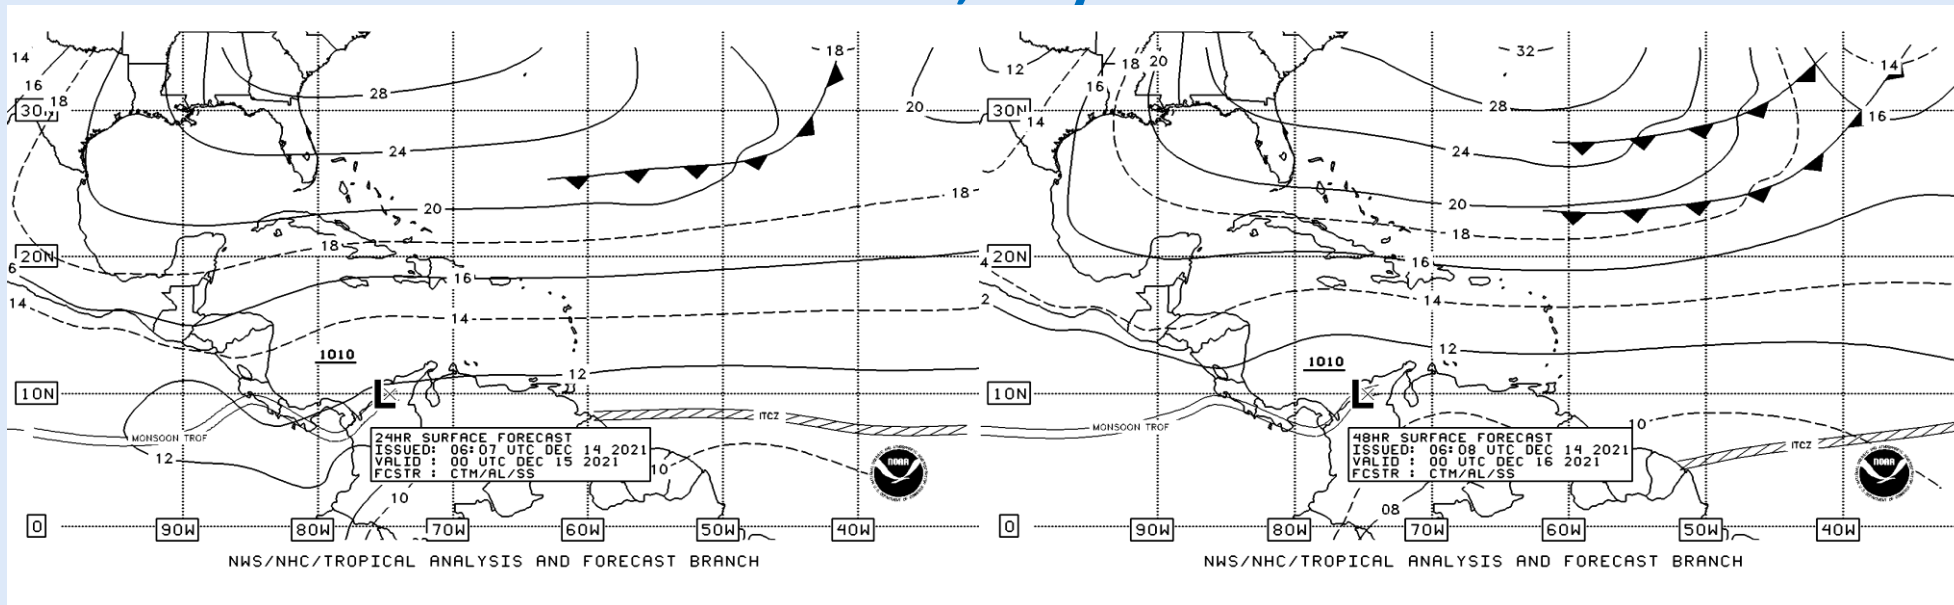 18
14
16
18
28
30N
24
20
18
18
20N
16
16
14
14
1010
12
L
10N
MONSOON TROF
ITCZ
12
24HR SURFACE FORECAST
ISSUED: 06:07 UTC DEC 14 2021
VALID : 00 UTC DEC 15 2021
FCSTR : CTM/AL/SS
10
NOAA
10
0
90W
80W
70W
60W
50W
40W
NWS/NHC/TROPICAL ANALYSIS AND FORECAST BRANCH
12
18
20
32
14
16
20
28
30N
14
16
24
20
18
20N
16
4
14
2
12
1010
L
10N
MONSOON TROF
10
ITCZ
48HR SURFACE FORECAST
ISSUED: 06:08 UTC DEC 14 2021
VALID : 00 UTC DEC 16 2021
FCSTR : CTM/AL/SS
NOAA
08
0
90W
80W
70W
60W
50W
40W
NWS/NHC/TROPICAL ANALYSIS AND FORECAST BRANCH